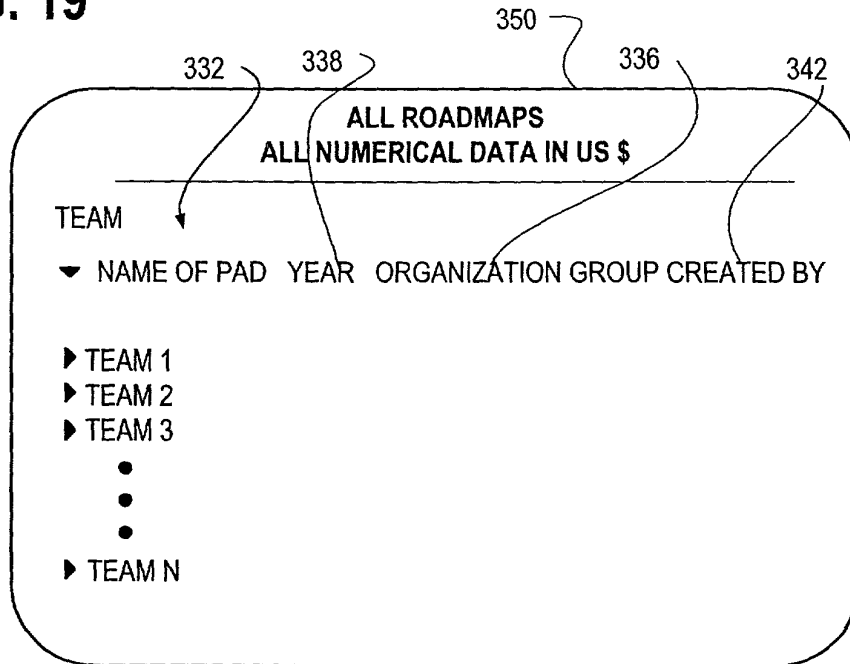 . 19
350
332 338 336 342
ALL ROADMAPS
ALL NUMERICAL DATA IN US $
TEAM
NAME OF PAD YEAR ORGANIZATION GROUP CREATED BY
TEAM 1
TEAM 2
TEAM 3
TEAM N